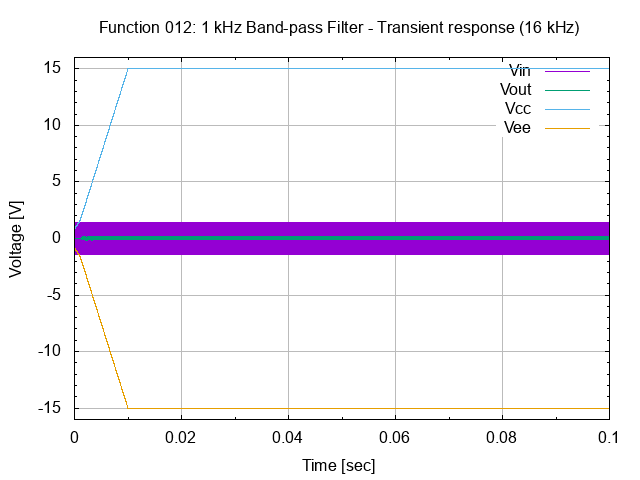 Function 012: 1 kHz Band-pass Filter - Transient response (16 kHz)
15
10
5
0
-5
-10
-15
Voltage [V]
Vin
Vout
Vcc
Vee
0 0.02 0.04 0.06 0.08 0.1
Time [sec]